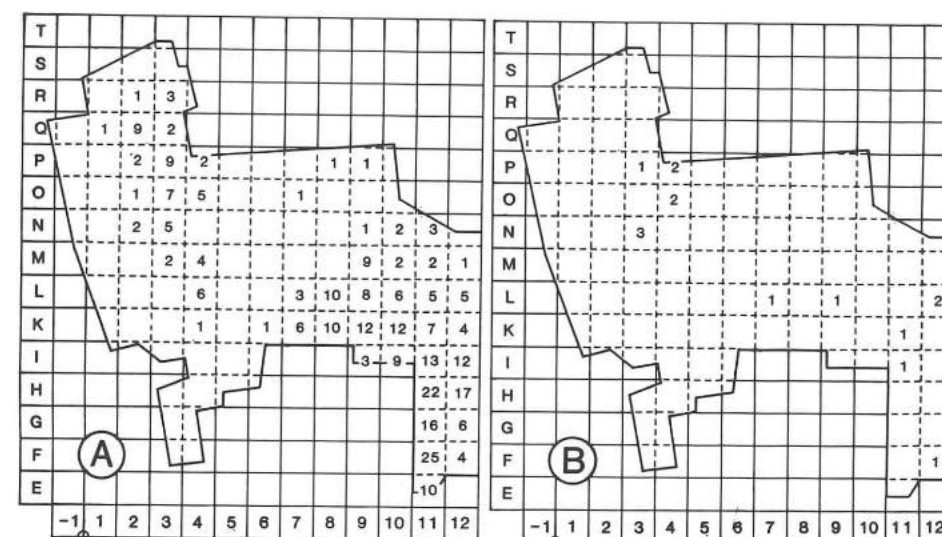 T T
S S
R 1 3 R
Q 1 9 2 Q
P 2 9 2 1 1 P 1 2
O 1 7 5 1 O 2
N 2 5 1 2 3 N 3
M 2 4 9 2 2 1 M
L 6 3 10 8 6 5 5 L 1 1 2
K 1 1 6 10 12 12 7 4 K 1
I 3 9 13 12 I 1
H 22 17 H
G 16 6 G
F A 25 4 F B 1
E 10 E
-1 1 2 3 4 5 6 7 8 9 10 11 12 -1 1 2 3 4 5 6 7 8 9 10 11 12